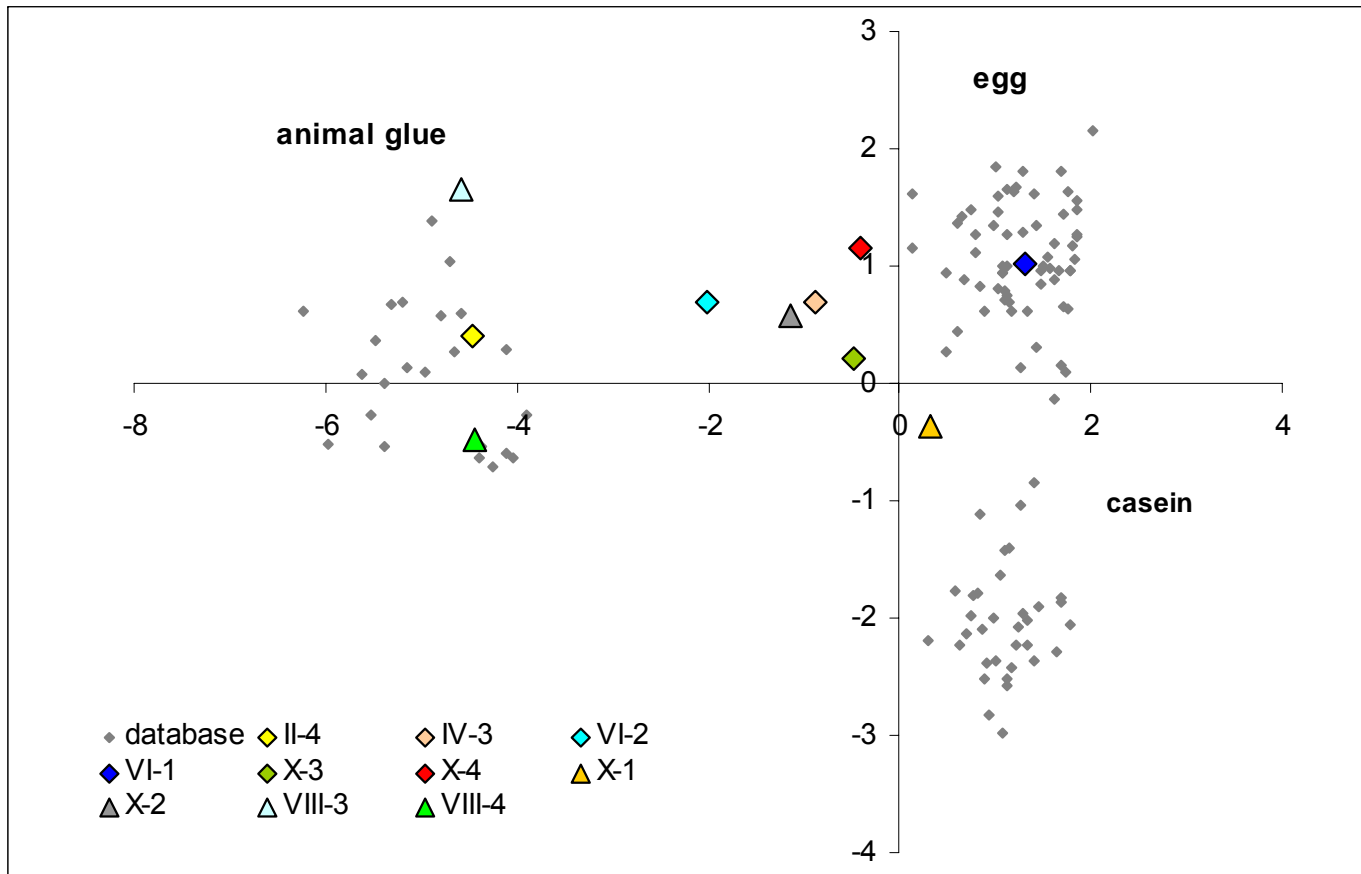 3
egg
animal glue
2
1
0
-8 -6 -4 -2 0 2 4
-1
casein
-2
-3
-4
database II-4 IV-3 VI-2
VI-1 X-3 X-4 X-1
X-2 VIII-3 VIII-4